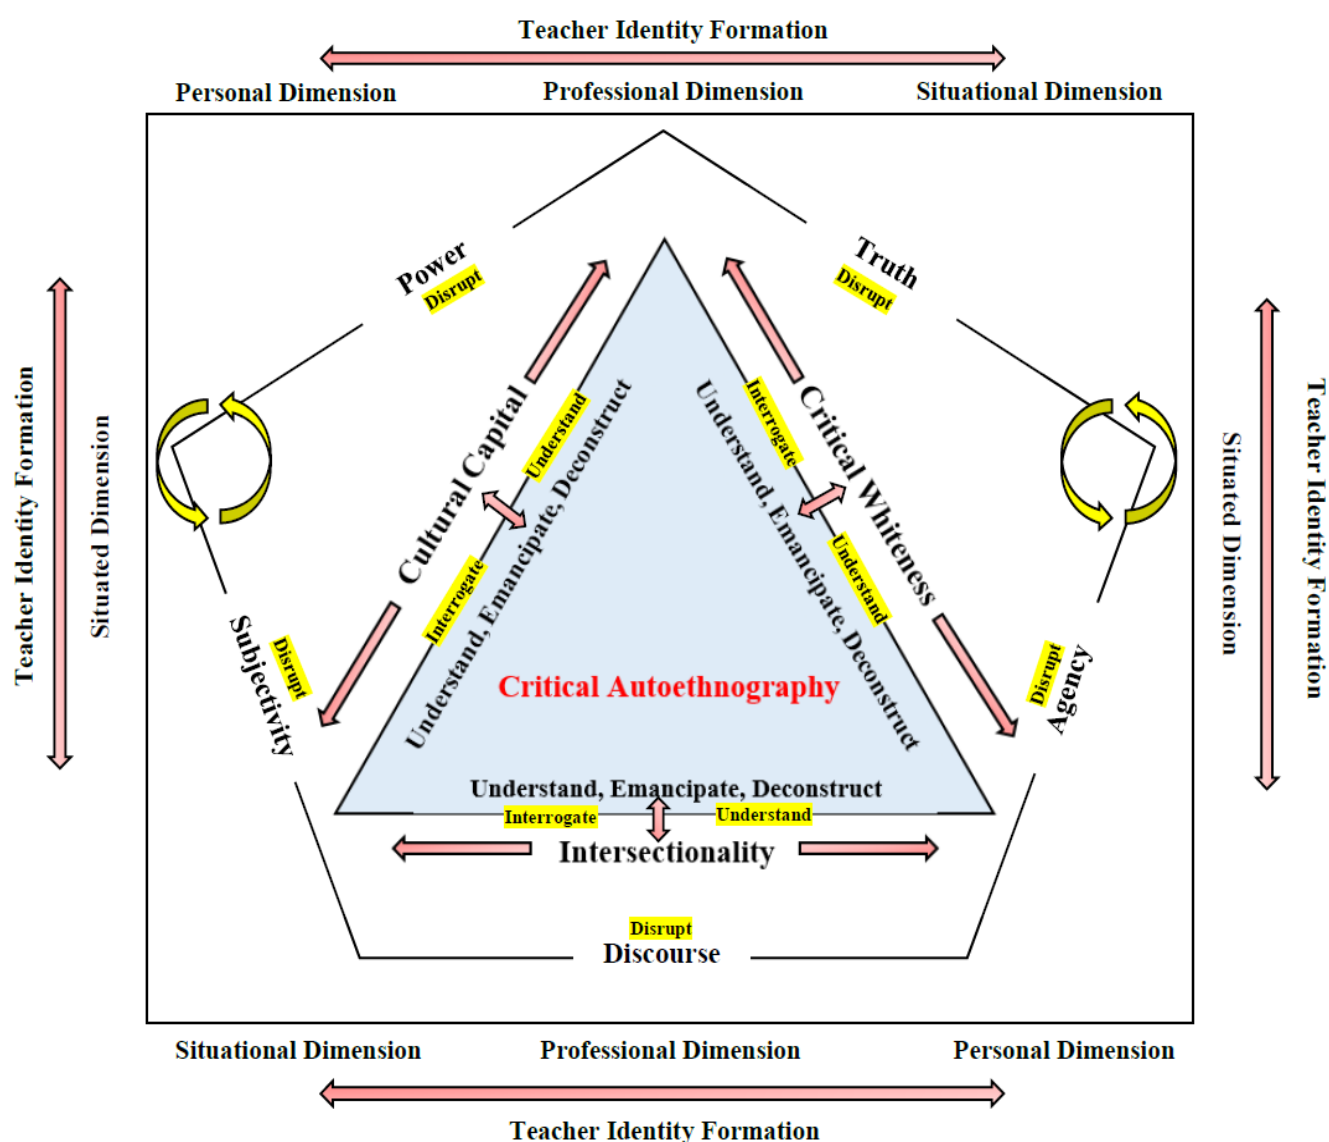 Teacher Identity Formation
Personal Dimension
Professional Dimension
Situational Dimension
Power
Disrupt
Truth
Disrupt
Teacher Identity Formation
Situated Dimension
Cultural Capital
Understand
Interrogate
Understand, Emancipate, Deconstruct
Critical Whiteness
Interrogate
Understand
Understand, Emancipate, Deconstruct
Situated Dimension
Teacher Identity Formation
Subjectivity
Disrupt
Agency
Disrupt
Critical Autoethnography
Understand, Emancipate, Deconstruct
Interrogate
Understand
Intersectionality
Disrupt
Discourse
Situational Dimension
Professional Dimension
Personal Dimension
Teacher Identity Formation